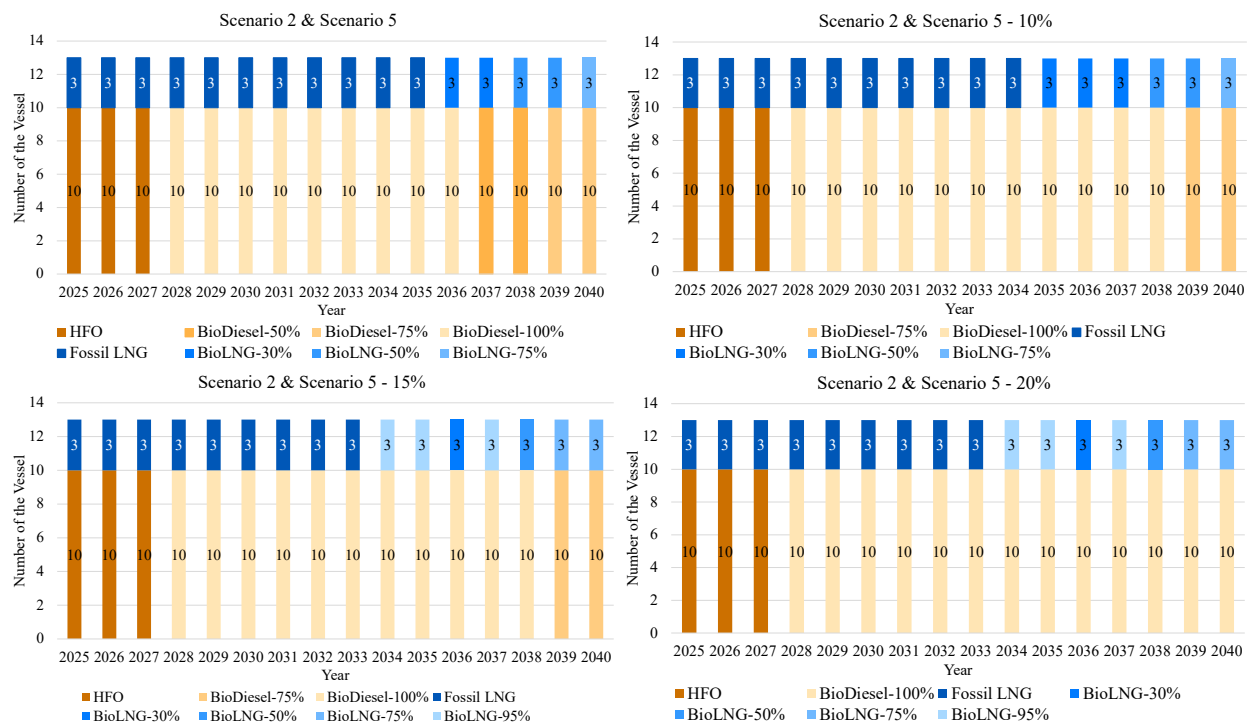 Scenario 2 & Scenario 5
Number of the Vessel
14
12
10
8
6
4
2
0
3 3 3 3 3 3 3 3 3 3 3 3 3 3 3 3
10 10 10 10 10 10 10 10 10 10 10 10 10 10 10 10
2025 2026 2027 2028 2029 2030 2031 2032 2033 2034 2035 2036 2037 2038 2039 2040
Year
HFO BioDiesel-50% BioDiesel-75% BioDiesel-100%
Fossil LNG BioLNG-30% BioLNG-50% BioLNG-75%
Scenario 2 & Scenario 5 - 10%
Number of the Vessel
14
12
10
8
6
4
2
0
3 3 3 3 3 3 3 3 3 3 3 3 3 3 3 3
10 10 10 10 10 10 10 10 10 10 10 10 10 10 10 10
2025 2026 2027 2028 2029 2030 2031 2032 2033 2034 2035 2036 2037 2038 2039 2040
Year
HFO BioDiesel-75% BioDiesel-100% Fossil LNG
BioLNG-30% BioLNG-50% BioLNG-75%
Scenario 2 & Scenario 5 - 15%
Number of the Vessel
14
12
10
8
6
4
2
0
3 3 3 3 3 3 3 3 3 3 3 3 3 3 3 3
10 10 10 10 10 10 10 10 10 10 10 10 10 10 10 10
2025 2026 2027 2028 2029 2030 2031 2032 2033 2034 2035 2036 2037 2038 2039 2040
Year
HFO BioDiesel-75% BioDiesel-100% Fossil LNG
BioLNG-30% BioLNG-50% BioLNG-75% BioLNG-95%
Scenario 2 & Scenario 5 - 20%
Number of the Vessel
14
12
10
8
6
4
2
0
3 3 3 3 3 3 3 3 3 3 3 3 3 3 3 3
10 10 10 10 10 10 10 10 10 10 10 10 10 10 10 10
2025 2026 2027 2028 2029 2030 2031 2032 2033 2034 2035 2036 2037 2038 2039 2040
Year
HFO BioDiesel-100% Fossil LNG BioLNG-30%
BioLNG-50% BioLNG-75% BioLNG-95%